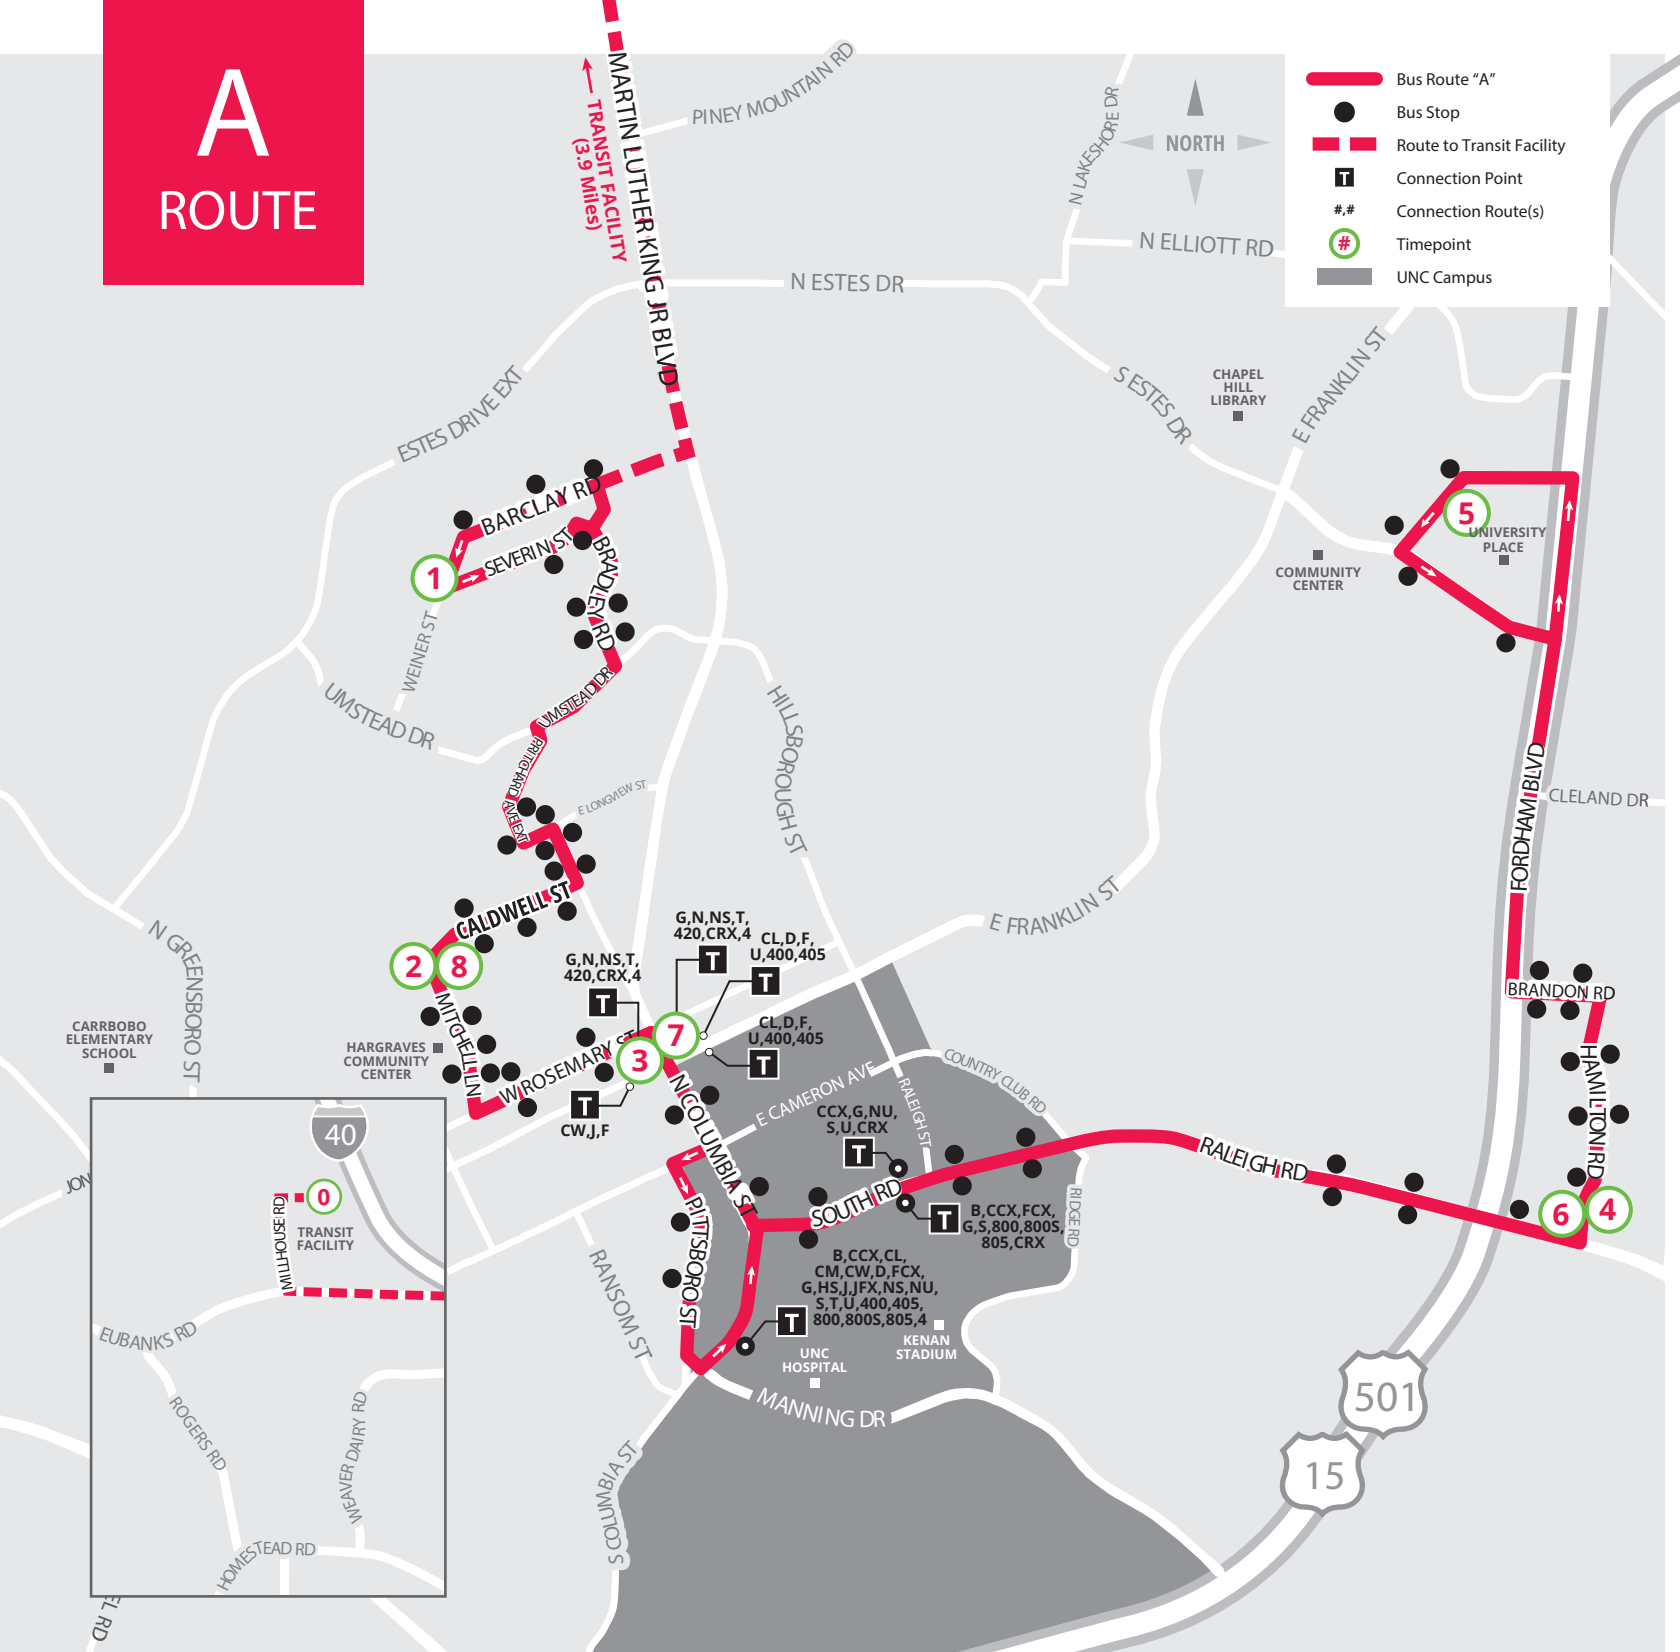 A
ROUTE
Bus Route “A”
Bus Stop
Route to Transit Facility
T
Connection Point
#,#
Connection Route(s)
#
Timepoint
UNC Campus
NORTH
TRANSIT FACILITY
(3.9 Miles)
MARTIN LUTHER KING JR BLVD
PINEY MOUNTAIN RD
N LAKESHORE DR
N ELLIOTT RD
N ESTES DR
ESTES DRIVE EXT
S ESTES DR
CHAPEL
HILL
LIBRARY
E FRANKLIN ST
BARCLAY RD
SEVERIN ST
BRADLEY RD
1
5
UNIVERSITY
PLACE
COMMUNITY
CENTER
WEINER ST
UMSTEAD DR
UMSTEAD DR
PRITCHARD
AVE EXT
E LONGVIEW ST
HILLSBOROUGH ST
FORDHAM BLVD
CLELAND DR
CALDWELL ST
2
8
N GREENSBORO ST
E FRANKLIN ST
G,N,NS,T,
420,CRX,4
T
CL,D,F,
U,400,405
T
G,N,NS,T,
420,CRX,4
T
CL,D,F,
U,400,405
T
7
3
BRANDON RD
HAMILTON RD
MITCHELL LN
CARRBOBO
ELEMENTARY
SCHOOL
HARGRAVES
COMMUNITY
CENTER
W ROSEMARY ST
T
CW,J,F
N COLUMBIA ST
E CAMERON AVE
COUNTRY CLUB RD
RALEIGH ST
CCX,G,NU,
S,U,CRX
T
SOUTH RD
RALEIGH RD
T
B,CCX,FCX,
G,S,800,800S,
805,CRX
RIDGE RD
6
4
PITTSBORO ST
B,CCX,CL,
CM,CW,D,FCX,
G,HS,J,JFX,NS,NU,
S,T,U,400,405,
800,800S,805,4
T
UNC
HOSPITAL
KENAN
STADIUM
RANSOM ST
MANNING DR
S COLUMBIA ST
501
15
JON
40
0
TRANSIT
FACILITY
MILLHOUSE RD
EUBANKS RD
ROGERS RD
WEAVER DAIRY RD
HOMESTEAD RD
EL RD